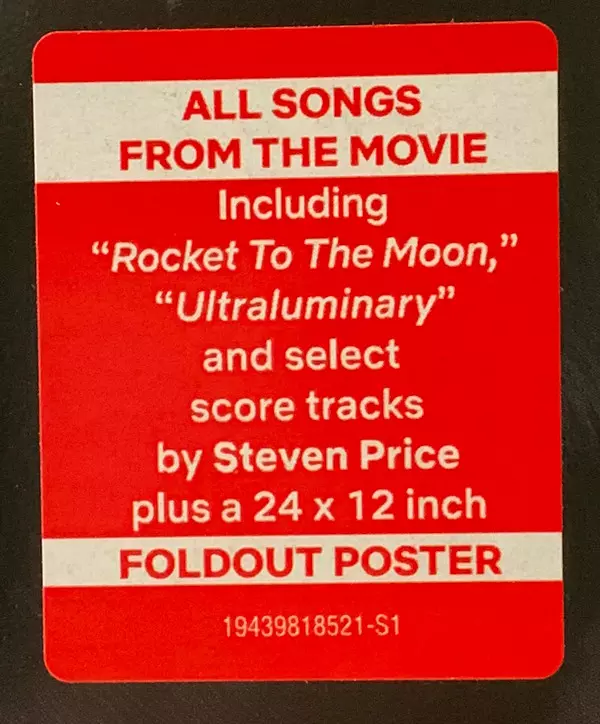 ALL SONGS
FROM THE MOVIE
Including
“Rocket To The Moon,”
“Ultraluminary”
and select
score tracks
by Steven Price
plus a 24 x 12 inch
FOLDOUT POSTER
19439818521-S1